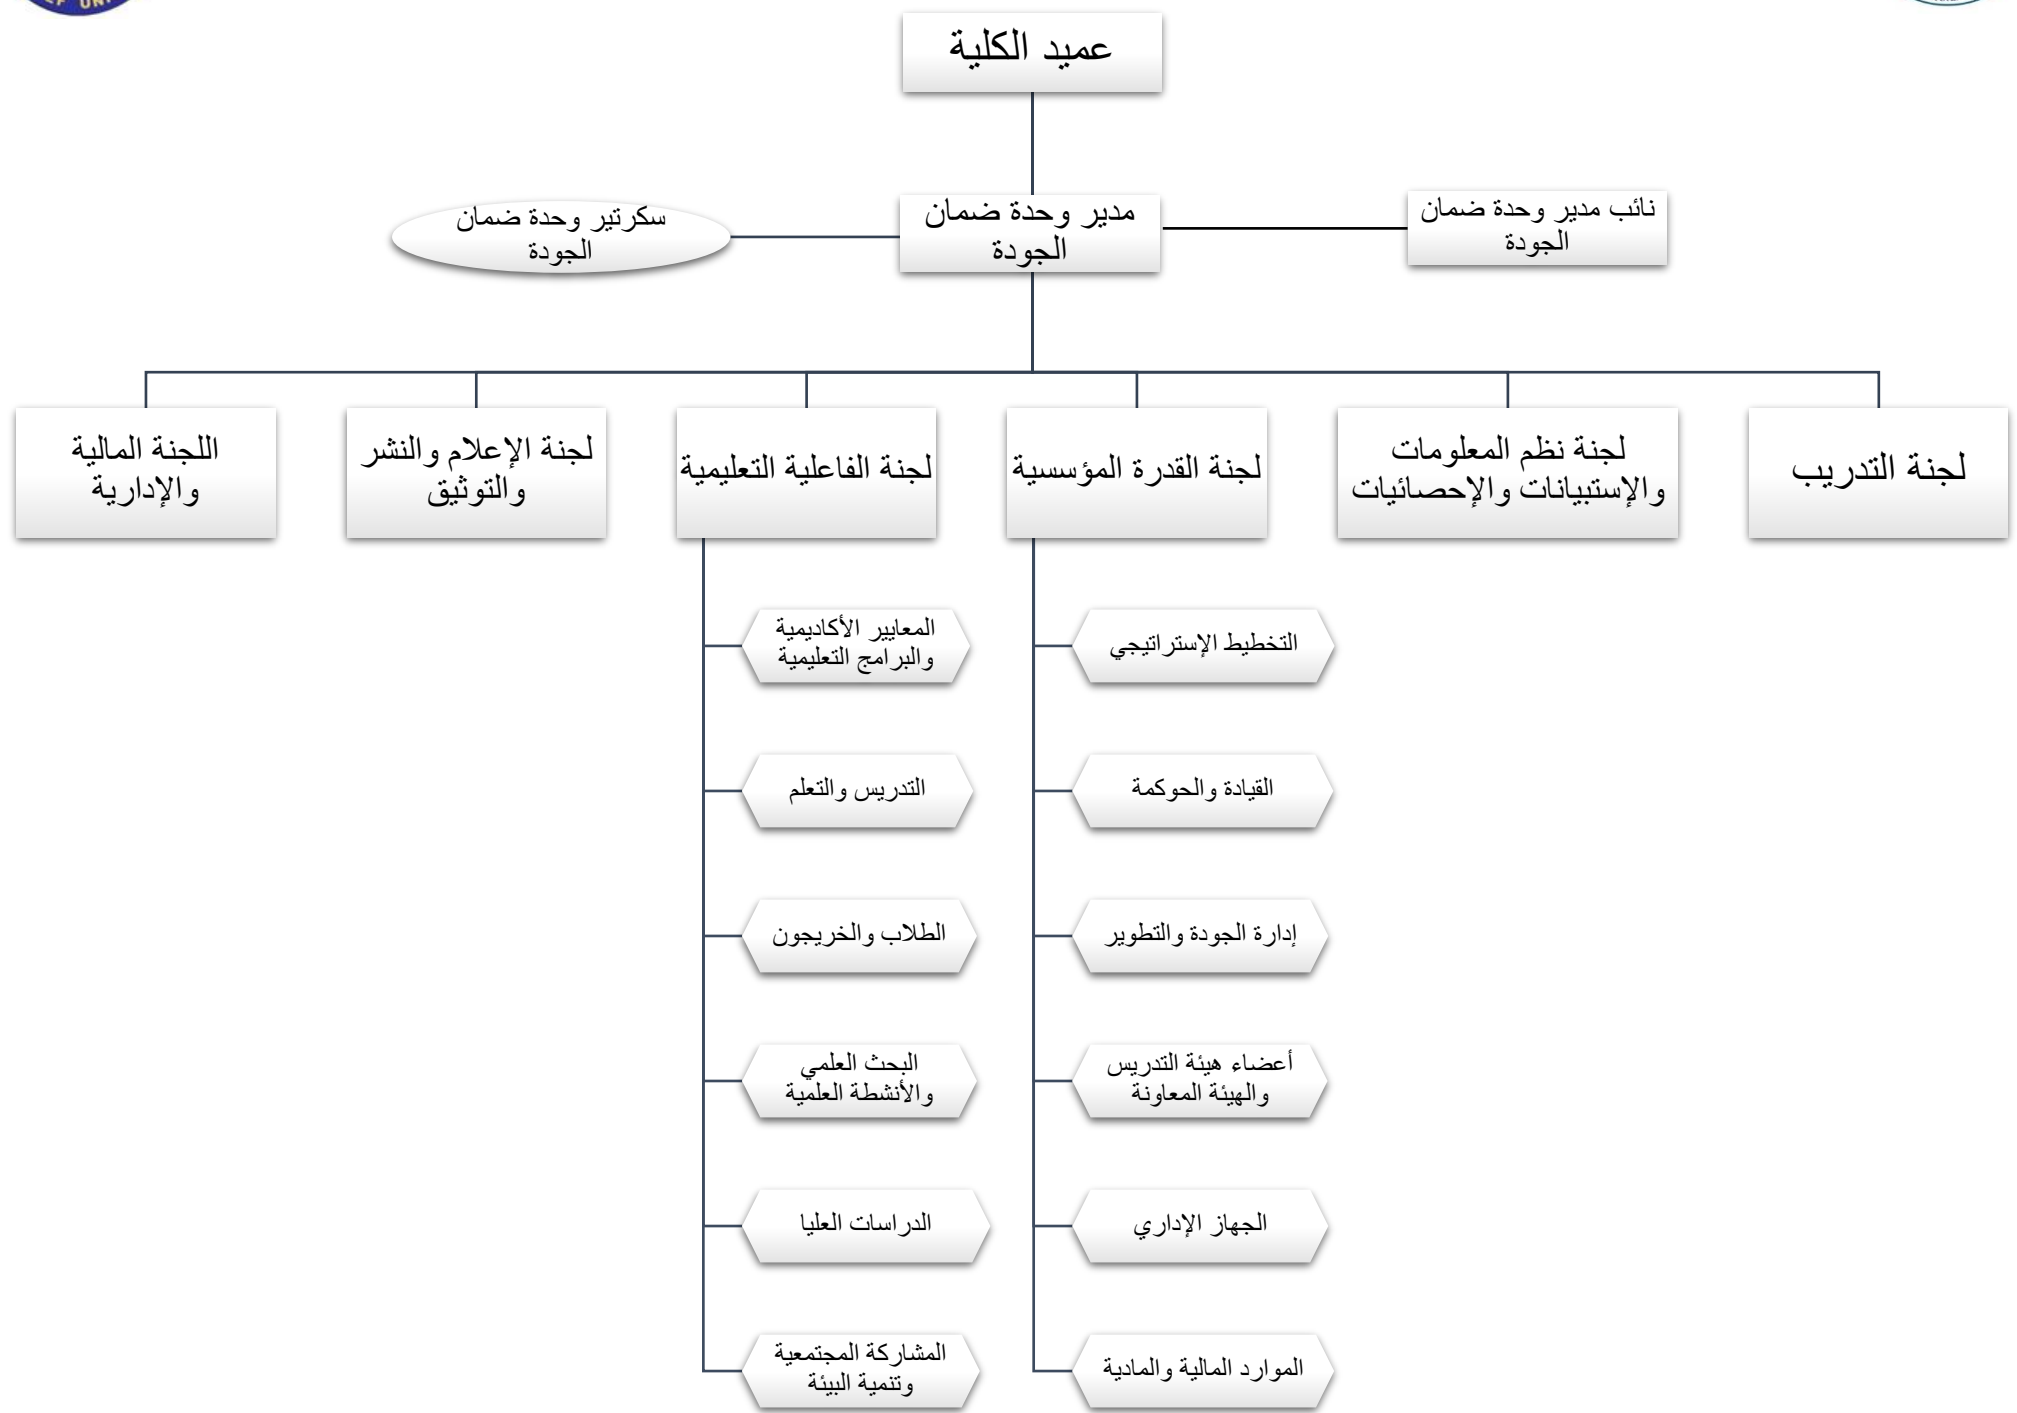 عميد الكلية
نائب مدير وحدة ضمان
الجودة
مدير وحدة ضمان
الجودة
سكرتير وحدة ضمان
الجودة
لجنة التدريب
لجنة نظم المعلومات
والإستبيانات والإحصائيات
لجنة القدرة المؤسسية
لجنة الفاعلية التعليمية
لجنة الإعلام والنشر
والتوثيق
اللجنة المالية
والإدارية
التخطيط الإستراتيجي
القيادة والحوكمة
إدارة الجودة والتطوير
أعضاء هيئة التدريس
والهيئة المعاونة
الجهاز الإداري
الموارد المالية والمادية
المعايير الأكاديمية
والبرامج التعليمية
التدريس والتعلم
الطلاب والخريجون
البحث العلمي
والأنشطة العلمية
الدراسات العليا
المشاركة المجتمعية
وتنمية البيئة